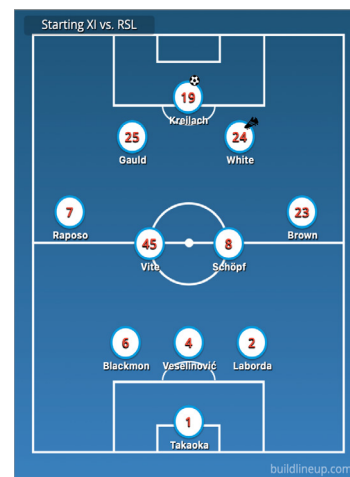 Starting XI vs. RSL
19
Kreilach
25
Gauld
24
White
7
Raposo
23
Brown
45
Vite
8
Schöpf
6
Blackmon
4
Veselinović
2
Laborda
1
Takaoka
buildlineup.com